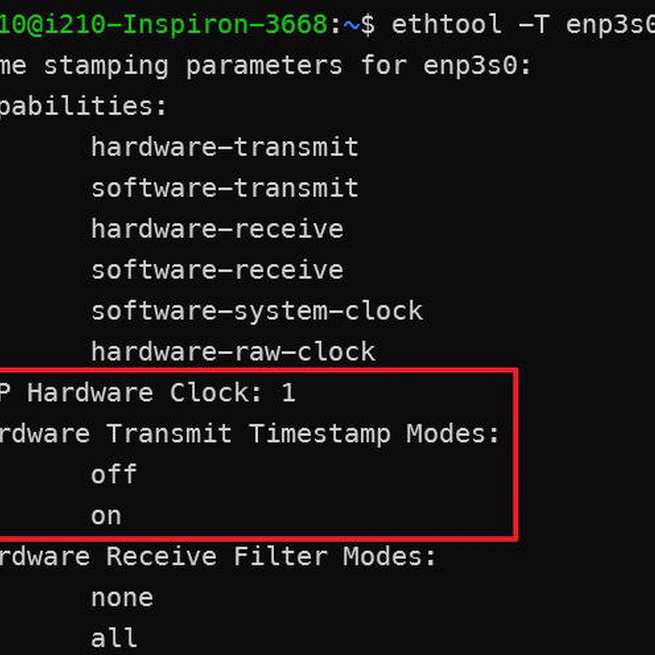 10@i210-Inspiron-3668:~$ ethtool -T enp3s0
me stamping parameters for enp3s0:
pabilities:
hardware-transmit
software-transmit
hardware-receive
software-receive
software-system-clock
hardware-raw-clock
P Hardware Clock: 1
rdware Transmit Timestamp Modes:
off
on
rdware Receive Filter Modes:
none
all